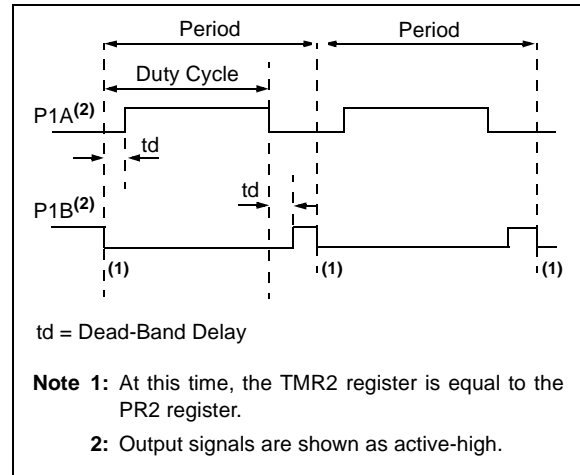 Period Period
Duty Cycle
P1A(2)
td
td
P1B(2)
(1) (1) (1)
td = Dead-Band Delay
Note 1: At this time, the TMR2 register is equal to the
PR2 register.
2: Output signals are shown as active-high.